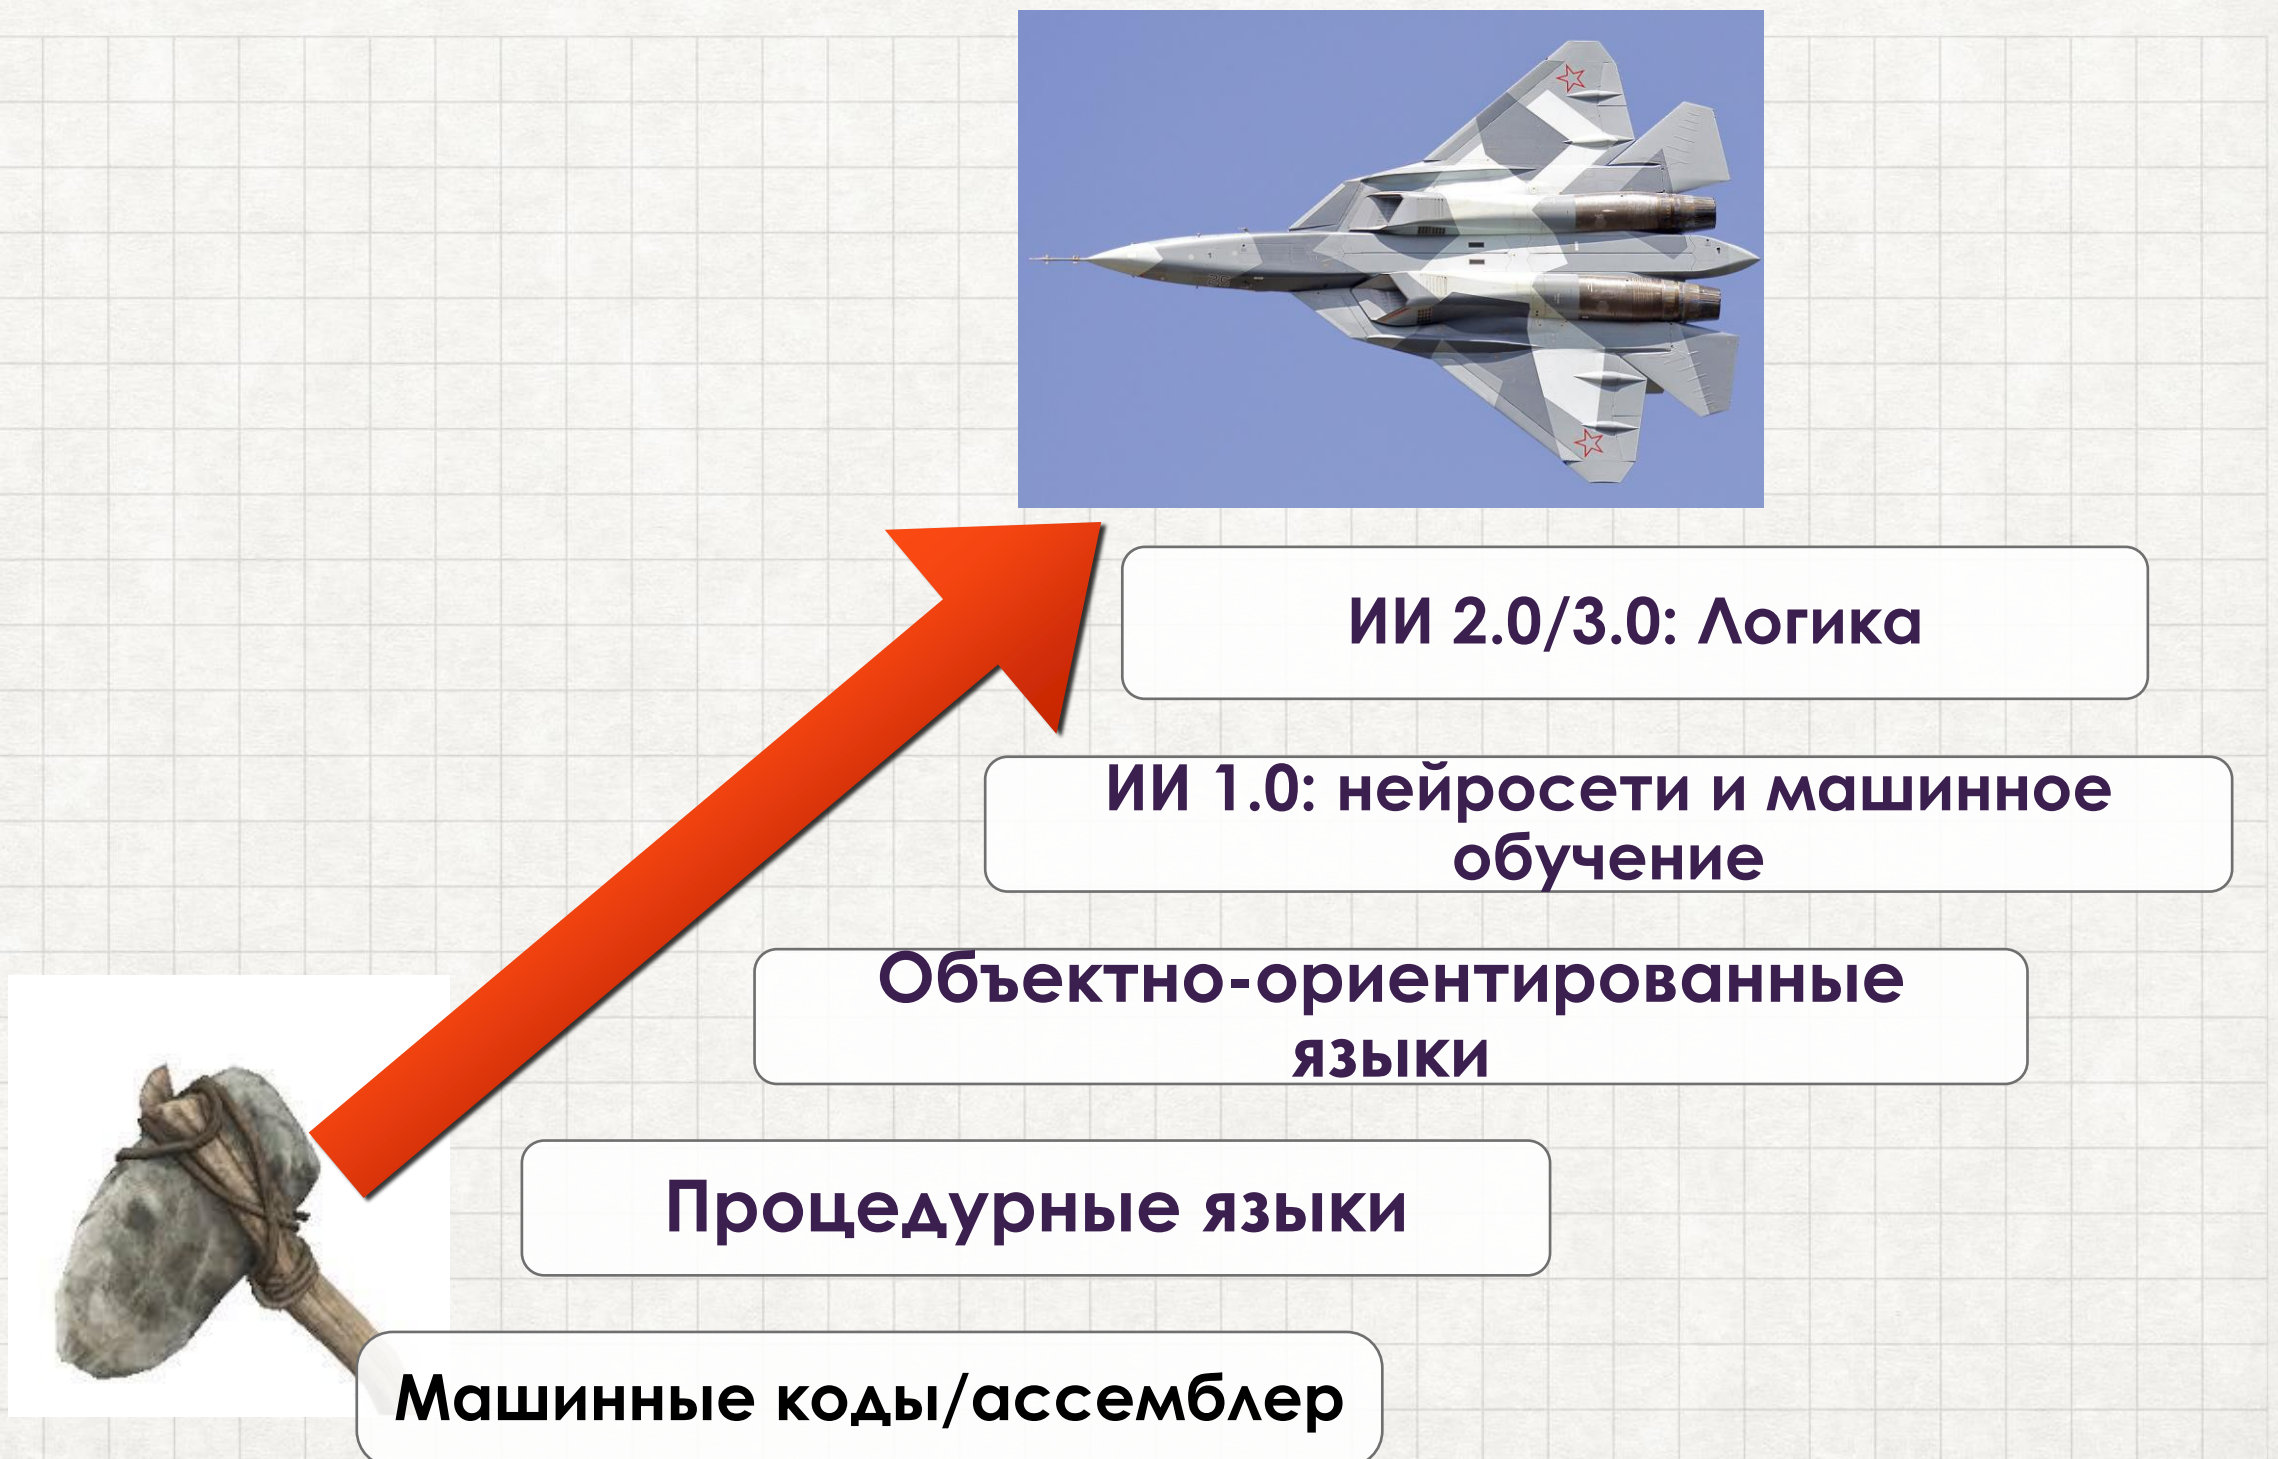 ИИ 2.0/3.0: Логика
ИИ 1.0: нейросети и машинное
обучение
Объектно-ориентированные
языки
Процедурные языки
Машинные коды/ассемблер